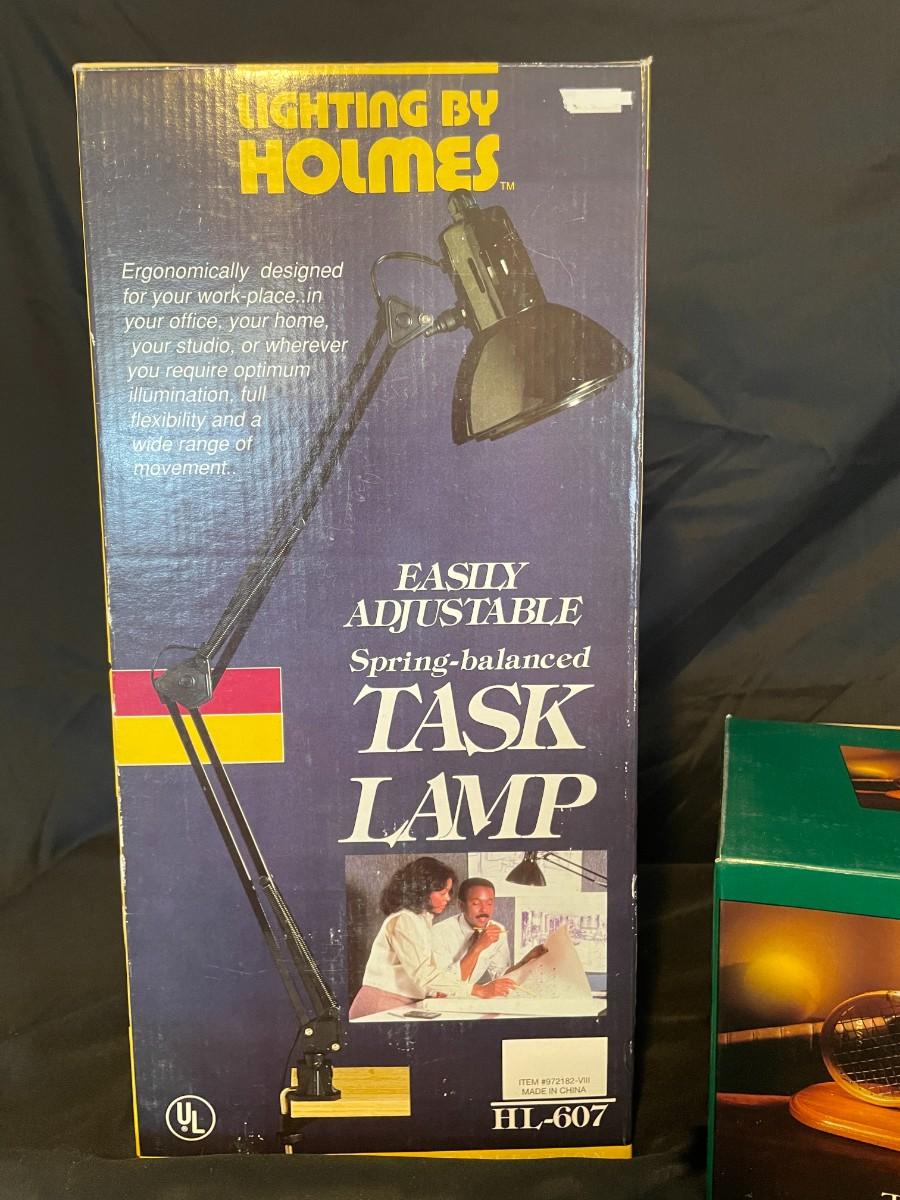 LIGHTING BY
HOLMES™
Ergonomically designed
for your work-place..in
your office, your home,
your studio, or wherever
you require optimum
illumination, full
flexibility and a
wide range of
movement..
EASILY
ADJUSTABLE
Spring-balanced
TASK
LAMP
ITEM #972182-VIII
MADE IN CHINA
HL-607
UL